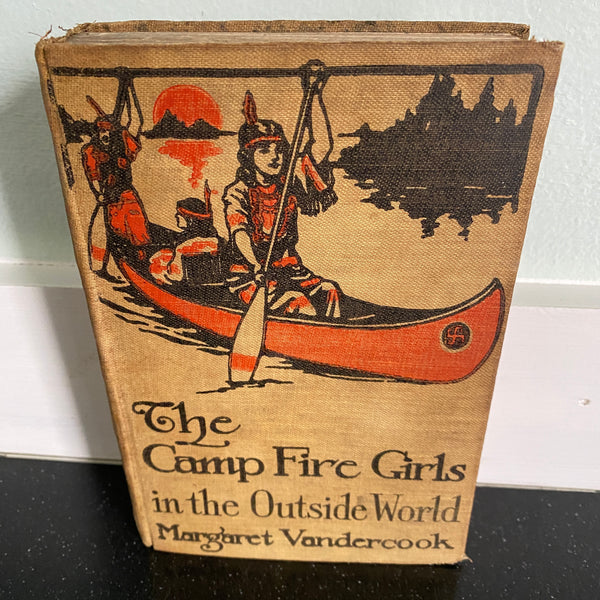 The
Camp Fire Girls
in the Outside World
Margaret Vandercook